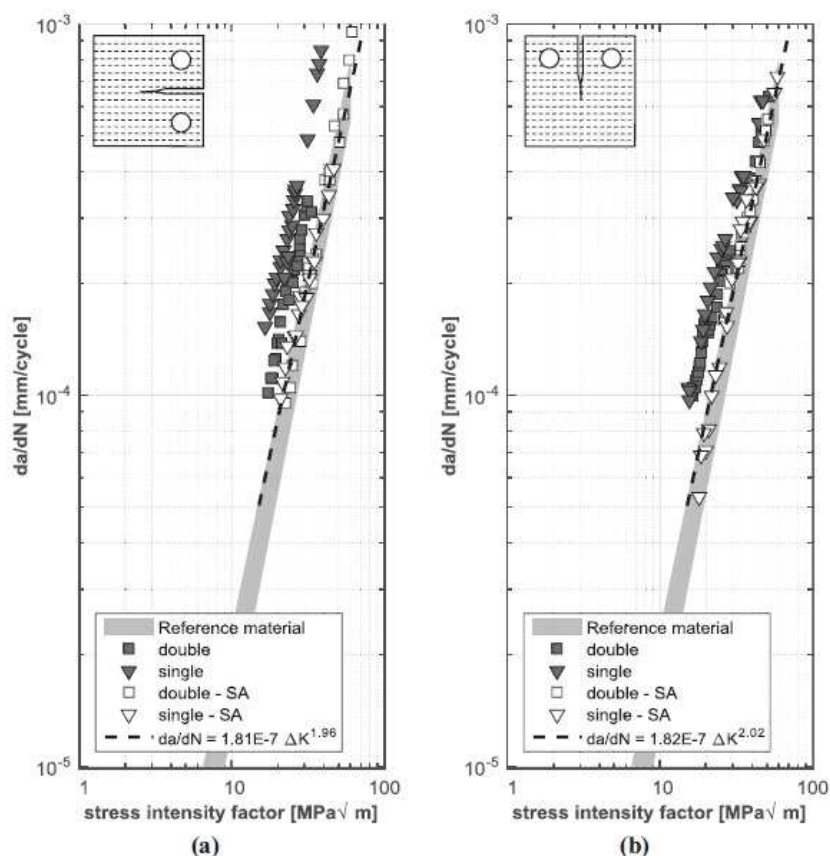 10^-3
10^-4
10^-5
da/dN [mm/cycle]
Reference material
double
single
double - SA
single - SA
da/dN = 1.81E-7 ΔK^1.96
1
10
100
stress intensity factor [MPa√ m]
(a)
10^-3
10^-4
10^-5
da/dN [mm/cycle]
Reference material
double
single
double - SA
single - SA
da/dN = 1.82E-7 ΔK^2.02
1
10
100
stress intensity factor [MPa√ m]
(b)